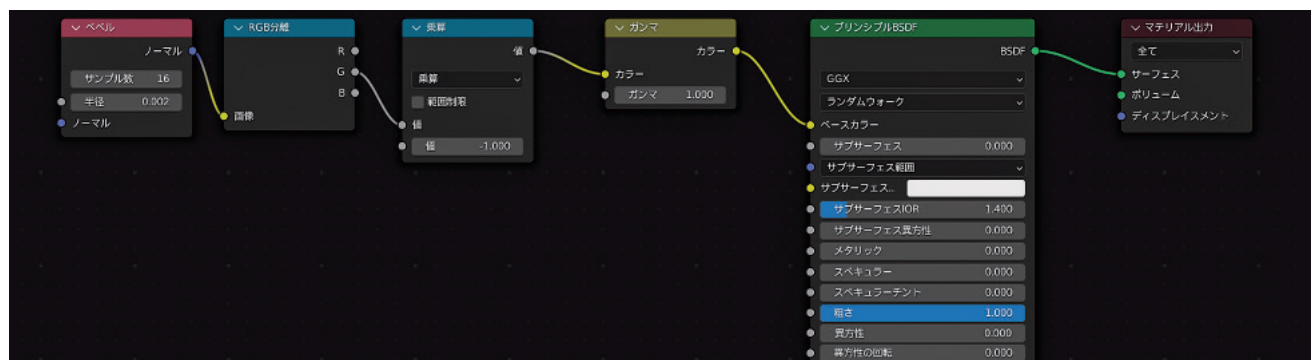 ベベル
ノーマル
サンプル数 16
半径 0.002
ノーマル
RGB分離
R
G
B
画像
乗算
値
乗算
範囲制限
値
値 -1.000
ガンマ
カラー
カラー
ガンマ 1.000
プリンシプルBSDF
BSDF
GGX
ランダムウォーク
ベースカラー
サブサーフェス 0.000
サブサーフェス範囲
サブサーフェス..
サブサーフェスIOR 1.400
サブサーフェス異方性 0.000
メタリック 0.000
スペキュラー 0.000
スペキュラーチント 0.000
粗さ 1.000
異方性 0.000
異方性の回転 0.000
マテリアル出力
全て
サーフェス
ボリューム
ディスプレイスメント